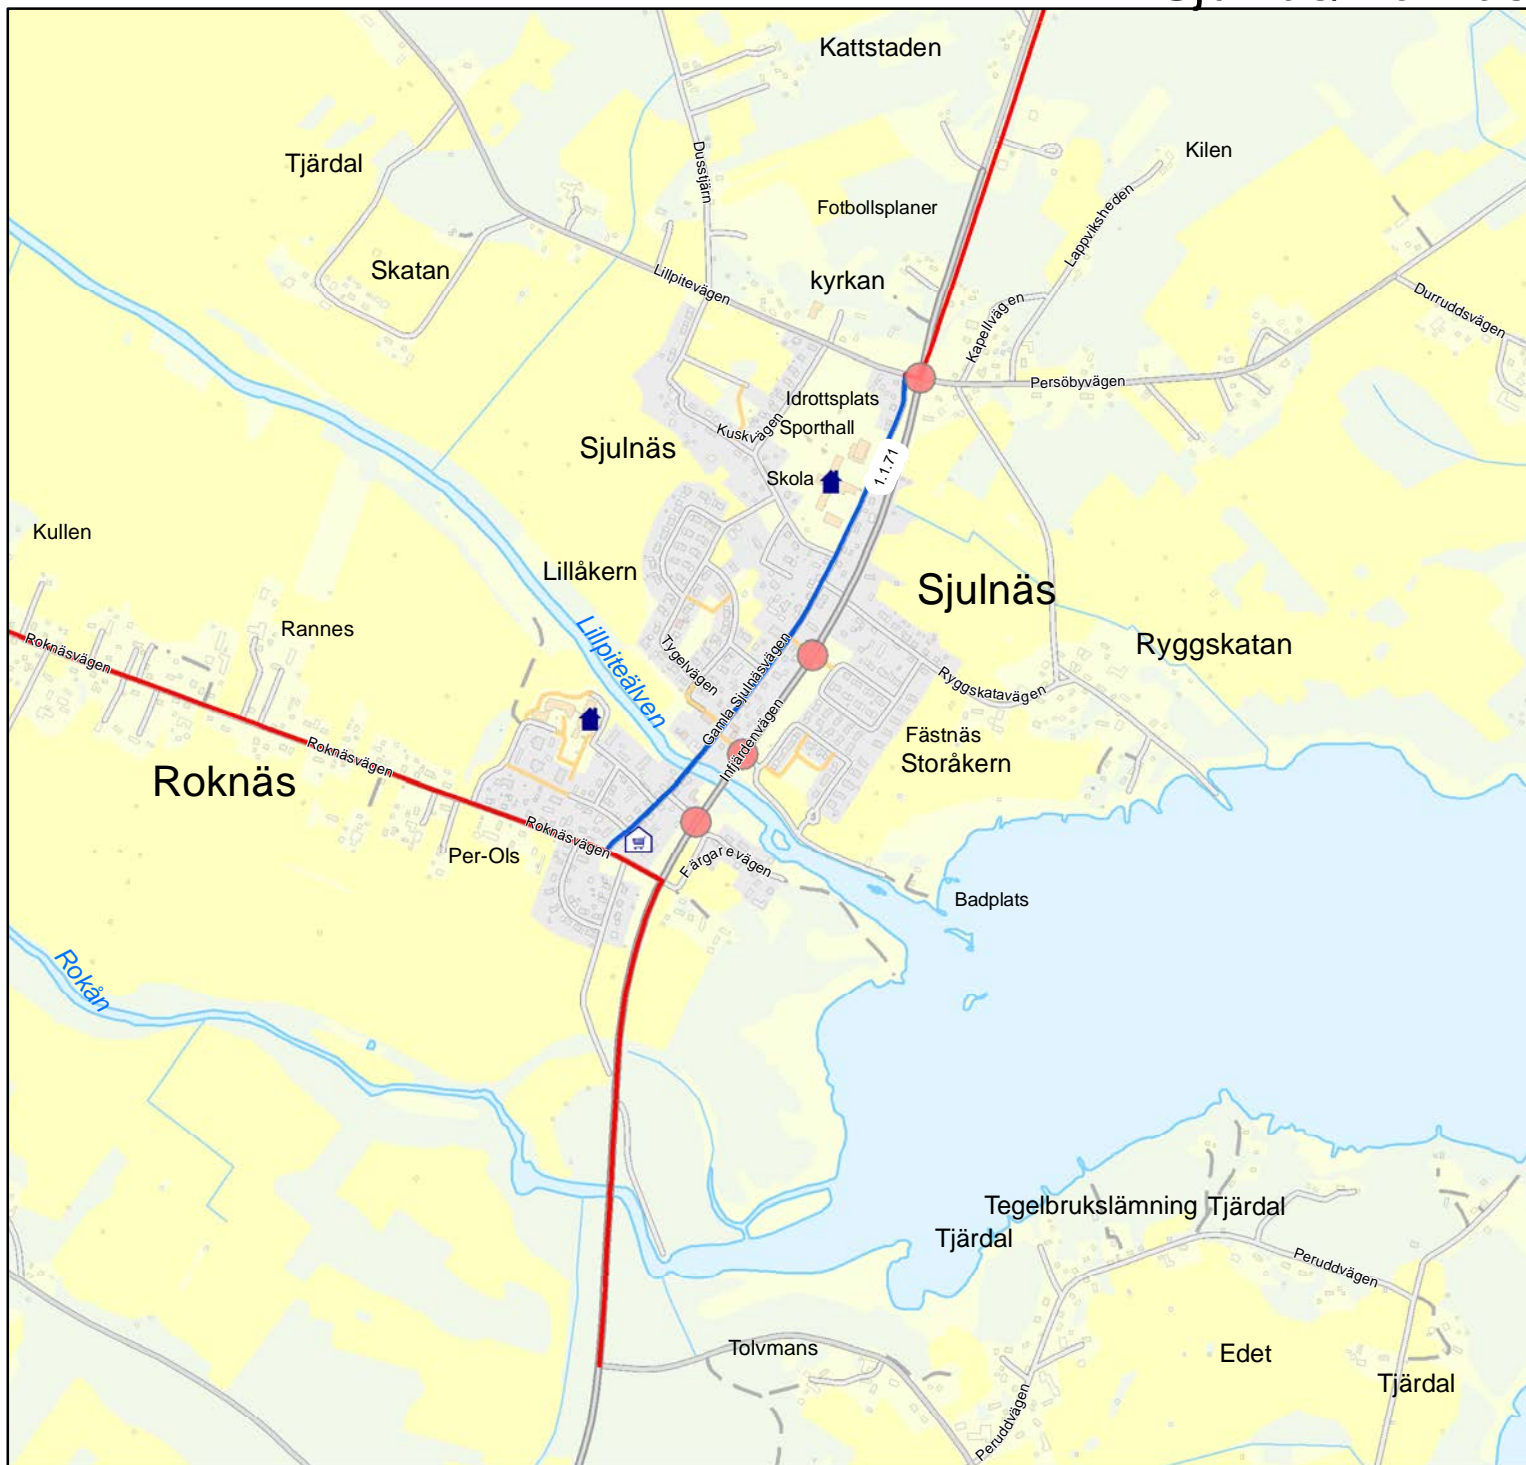 Kattstaden
Kilen
Tjärdal
Dusstjärn
Fotbollsplaner
Lappviksheden
Skatan
Lillpitevägen
kyrkan
Kapellvägen
Durruddsvägen
Persöbyvägen
Idrottsplats
Sporthall
Kuskvägen
Sjulnäs
1.1.71
Skola
Kullen
Lillåkern
Sjulnäs
Rannes
Roknäsvägen
Lillpiteälven
Tygelvägen
Gamla Sjulnäsvägen
Ryggskatan
Ryggskatavägen
Infjärdenvägen
Fästnäs
Storåkern
Roknäsvägen
Roknäs
Roknäsvägen
Per-Ols
Färgarevägen
Badplats
Rokån
Tegelbrukslämning
Tjärdal
Tjärdal
Peruddvägen
Tolvmans
Edet
Tjärdal
Peruddvägen